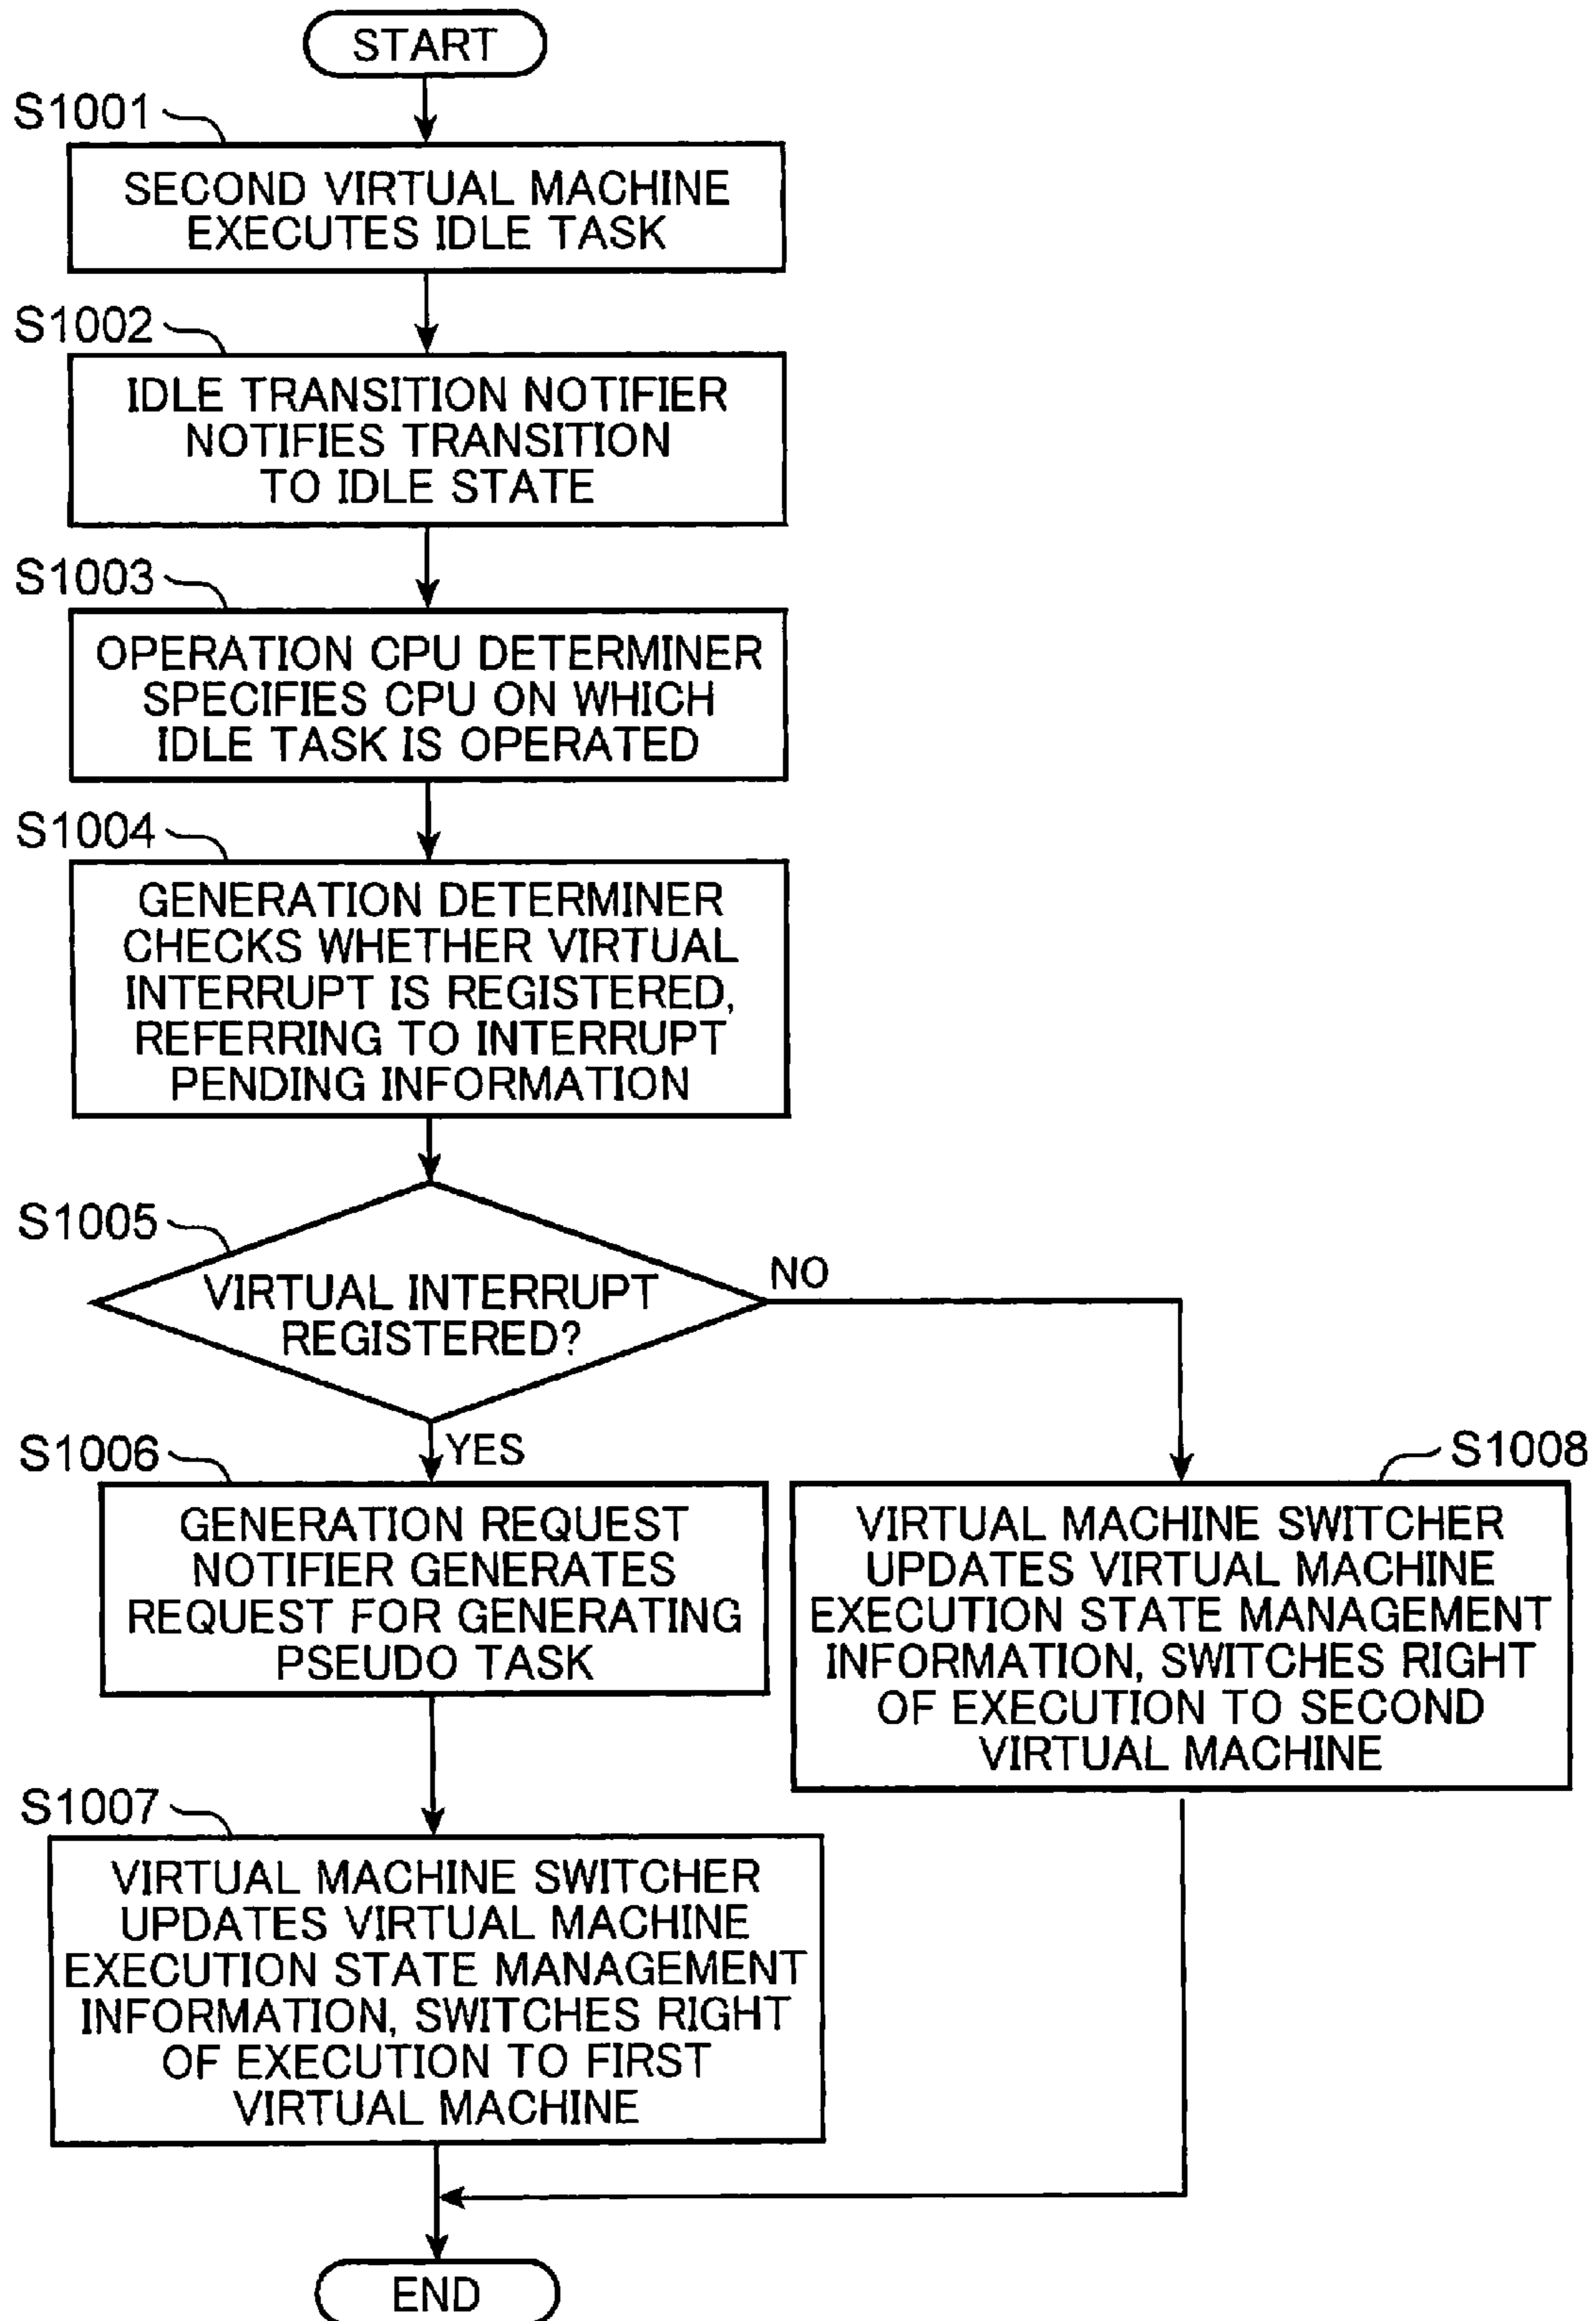 START
S1001
SECOND VIRTUAL MACHINE
EXECUTES IDLE TASK
S1002
IDLE TRANSITION NOTIFIER
NOTIFIES TRANSITION
TO IDLE STATE
S1003
OPERATION CPU DETERMINER
SPECIFIES CPU ON WHICH
IDLE TASK IS OPERATED
S1004
GENERATION DETERMINER
CHECKS WHETHER VIRTUAL
INTERRUPT IS REGISTERED,
REFERRING TO INTERRUPT
PENDING INFORMATION
S1005
VIRTUAL INTERRUPT
REGISTERED?
NO
YES
S1006
GENERATION REQUEST
NOTIFIER GENERATES
REQUEST FOR GENERATING
PSEUDO TASK
S1008
VIRTUAL MACHINE SWITCHER
UPDATES VIRTUAL MACHINE
EXECUTION STATE MANAGEMENT
INFORMATION, SWITCHES RIGHT
OF EXECUTION TO SECOND
VIRTUAL MACHINE
S1007
VIRTUAL MACHINE SWITCHER
UPDATES VIRTUAL MACHINE
EXECUTION STATE MANAGEMENT
INFORMATION, SWITCHES RIGHT
OF EXECUTION TO FIRST
VIRTUAL MACHINE
END